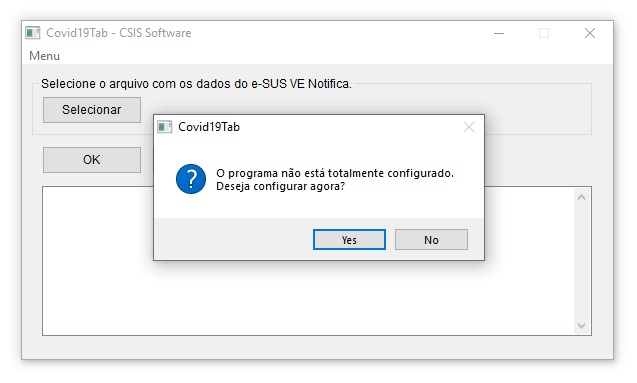 Covid19Tab - CSIS Software
Menu
Selecione o arquivo com os dados do e-SUS VE Notifica.
Selecionar
OK
Covid19Tab
?
O programa não está totalmente configurado.
Deseja configurar agora?
Yes
No